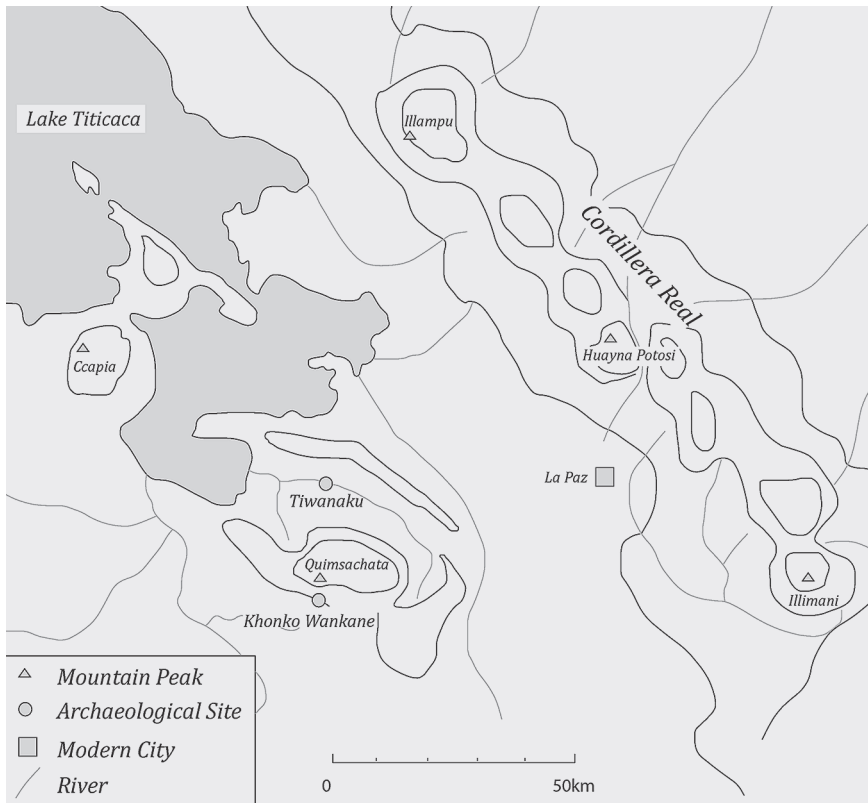 Lake Titicaca
Illampu
Cordillera Real
Huayna Potosi
Ccapia
La Paz
Tiwanaku
Quimsachata
Illimani
Khonko Wankane
Mountain Peak
Archaeological Site
Modern City
River
0
50km